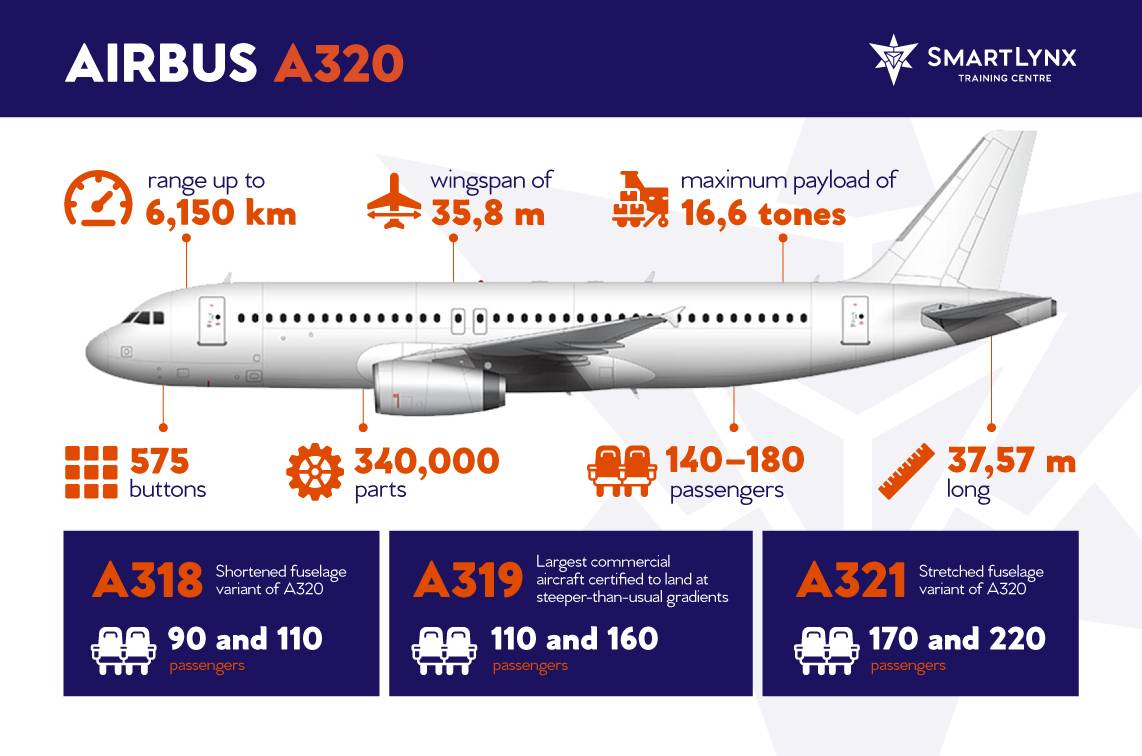 AIRBUS A320
SMARTLYNX
TRAINING CENTRE
range up to
6,150 km
wingspan of
35,8 m
maximum payload of
16,6 tones
575
buttons
340,000
parts
140–180
passengers
37,57 m
long
A318
Shortened fuselage
variant of A320
90 and 110
passengers
A319
Largest commercial
aircraft certified to land at
steeper-than-usual gradients
110 and 160
passengers
A321
Stretched fuselage
variant of A320
170 and 220
passengers